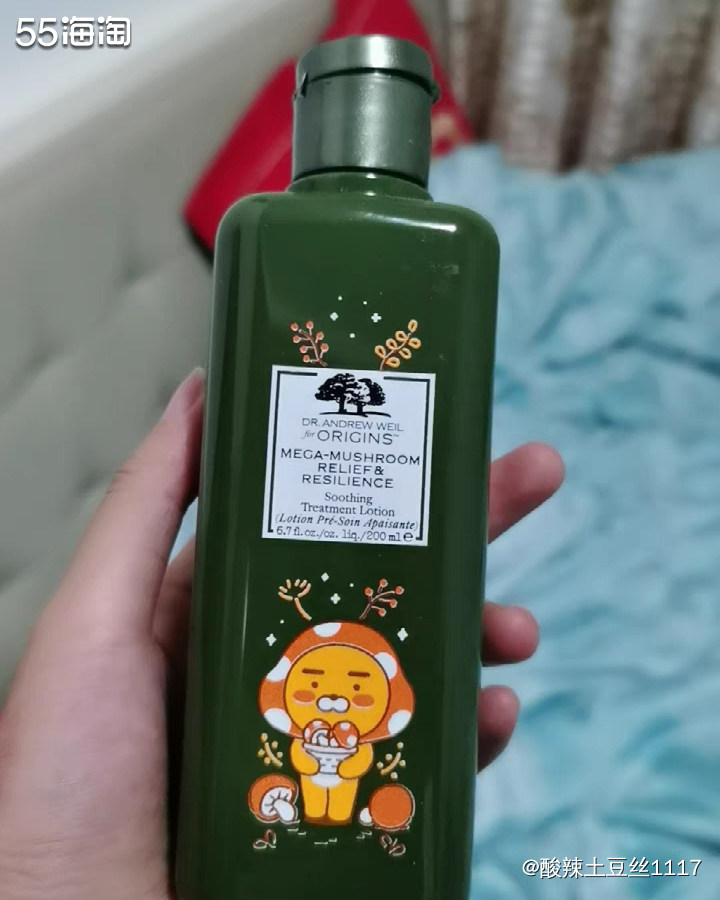 55海淘
DR. ANDREW WEIL
for ORIGINS™
MEGA-MUSHROOM
RELIEF &
RESILIENCE
Soothing
Treatment Lotion
(Lotion Pré-Soin Apaisante)
6.7 fl.oz./oz. liq./200 ml e
@酸辣土豆丝1117